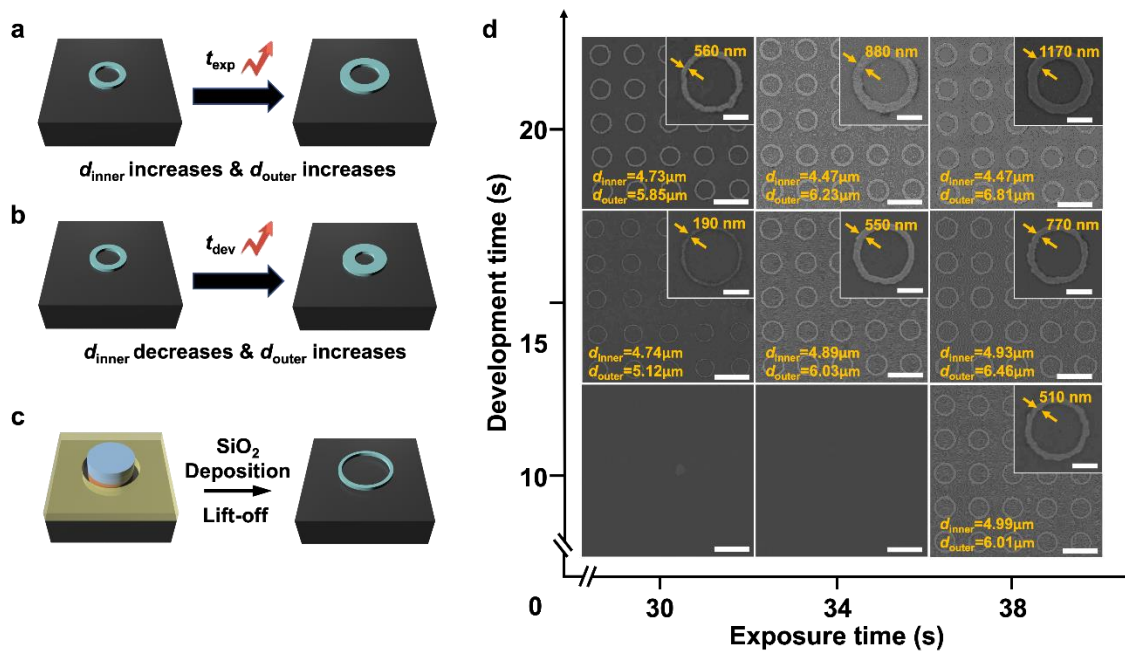 a
t_exp
d_inner increases & d_outer increases
b
t_dev
d_inner decreases & d_outer increases
c
SiO₂
Deposition
Lift-off
d
Development time (s)
20
15
10
0
560 nm
d_inner=4.73μm
d_outer=5.85μm
880 nm
d_inner=4.47μm
d_outer=6.23μm
1170 nm
d_inner=4.47μm
d_outer=6.81μm
190 nm
d_inner=4.74μm
d_outer=5.12μm
550 nm
d_inner=4.89μm
d_outer=6.03μm
770 nm
d_inner=4.93μm
d_outer=6.46μm
510 nm
d_inner=4.99μm
d_outer=6.01μm
30
34
38
Exposure time (s)